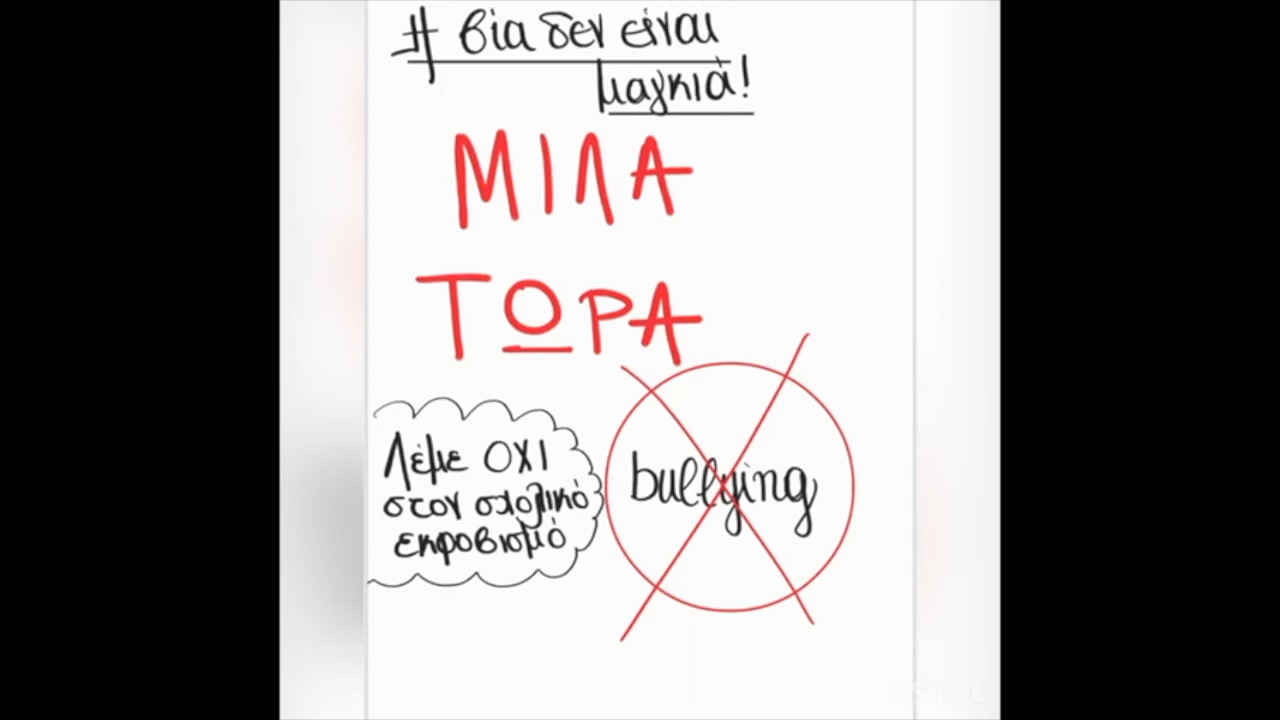 Η βία δεν είναι
μαγκιά!
ΜΙΛΑ
ΤΩΡΑ
Λέμε ΟΧΙ
στον σχολικό
εκφοβισμό
bullying